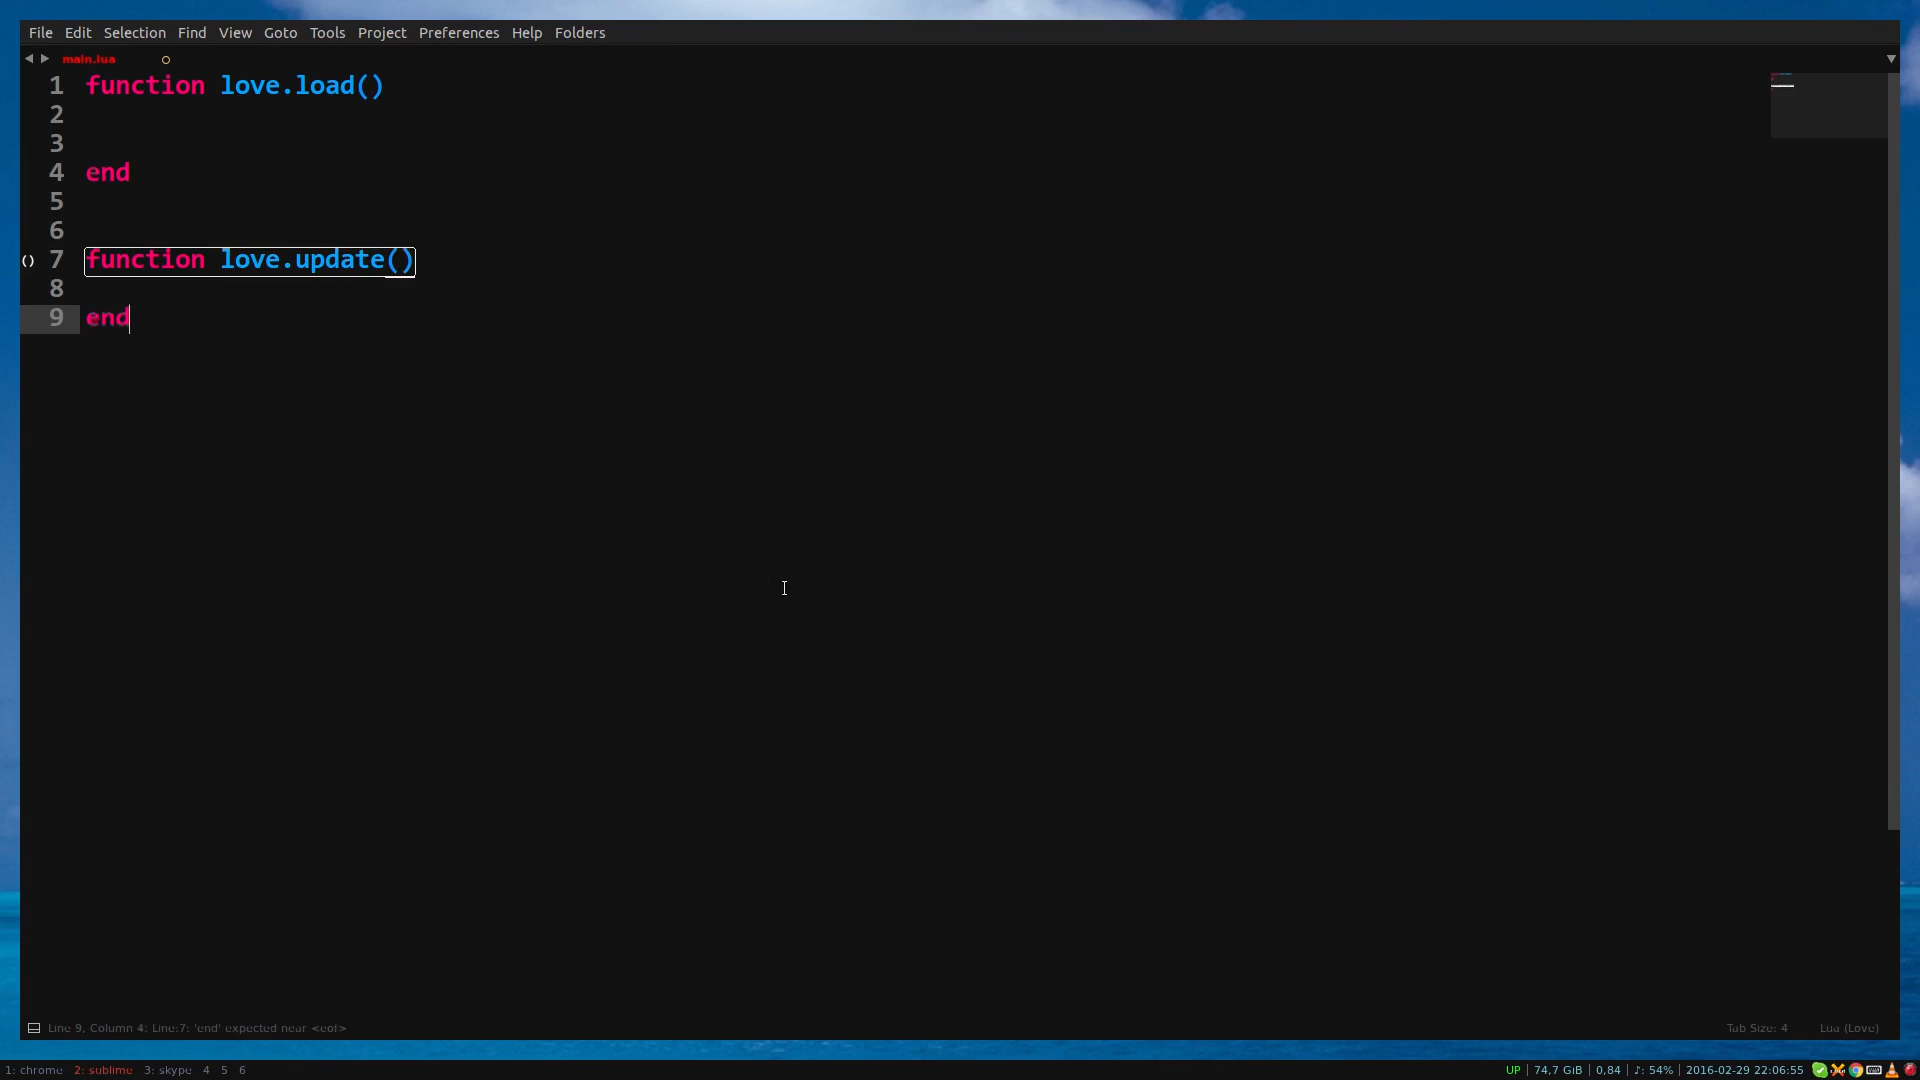 File Edit Selection Find View Goto Tools Project Preferences Help Folders
main.lua
1 function love.load()
2
3
4 end
5
6
() 7 function love.update()
8
9 end
Line 9, Column 4; Line:7: 'end' expected near <eof>
Tab Size: 4 Lua (Love)
1: chrome 2: sublime 3: skype 4 5 6
UP | 74,7 GiB | 0,84 | ♪: 54% | 2016-02-29 22:06:55